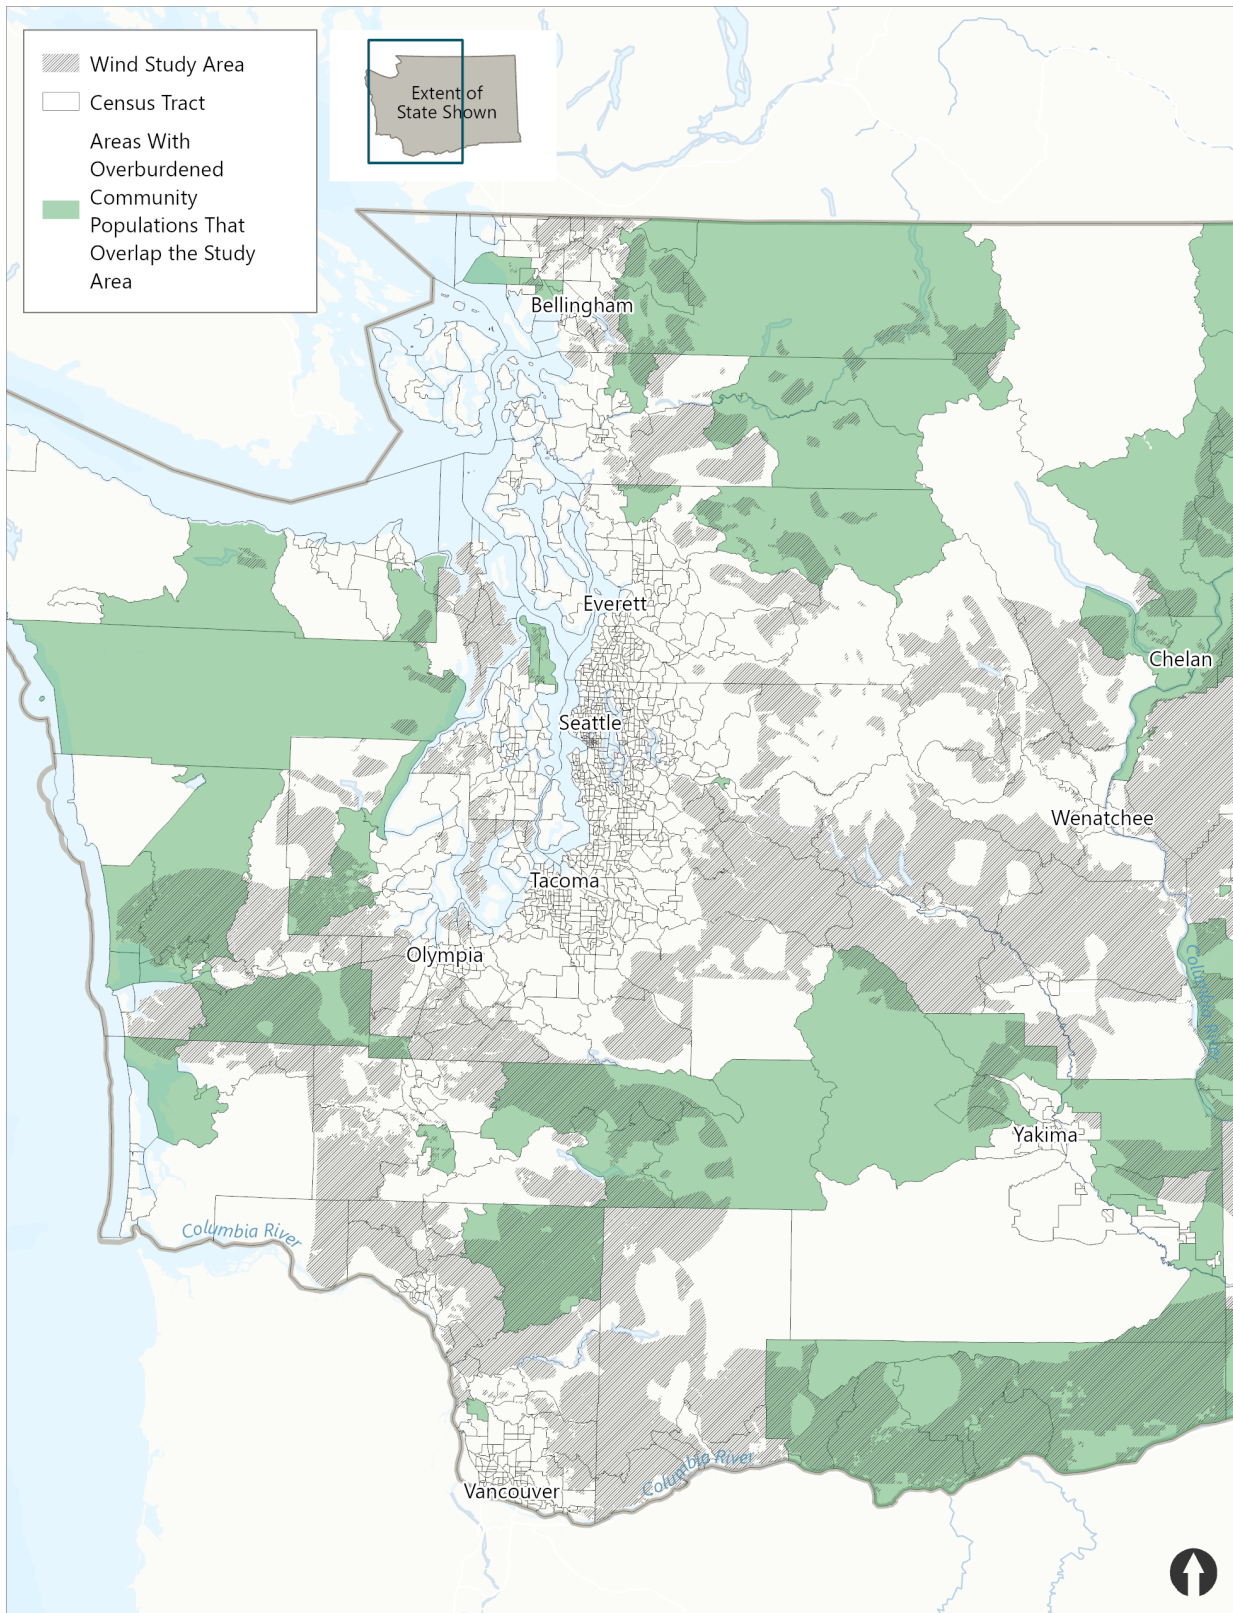 Wind Study Area
Census Tract
Areas With
Overburdened
Community
Populations That
Overlap the Study
Area
Extent of
State Shown
Bellingham
Everett
Chelan
Seattle
Wenatchee
Tacoma
Olympia
Columbia River
Yakima
Columbia River
Columbia River
Vancouver